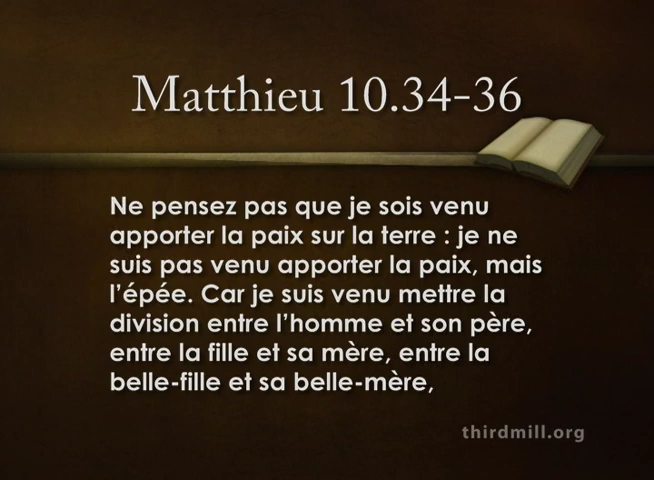 Matthieu 10.34-36
Ne pensez pas que je sois venu
apporter la paix sur la terre : je ne
suis pas venu apporter la paix, mais
l’épée. Car je suis venu mettre la
division entre l’homme et son père,
entre la fille et sa mère, entre la
belle-fille et sa belle-mère,
thirdmill.org